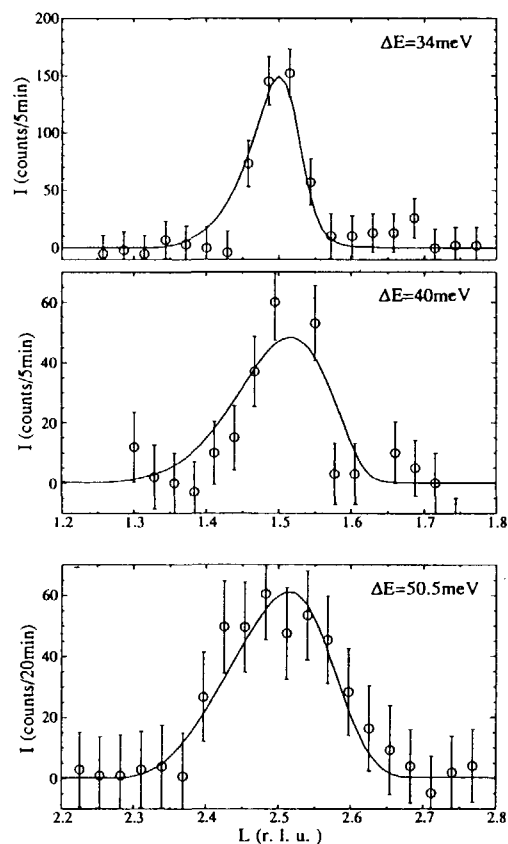 ΔE=34meV
200
150
100
50
0
I (counts/5min)
ΔE=40meV
60
40
20
0
I (counts/5min)
1.2 1.3 1.4 1.5 1.6 1.7 1.8
ΔE=50.5meV
60
40
20
0
I (counts/20min)
2.2 2.3 2.4 2.5 2.6 2.7 2.8
L (r. l. u. )